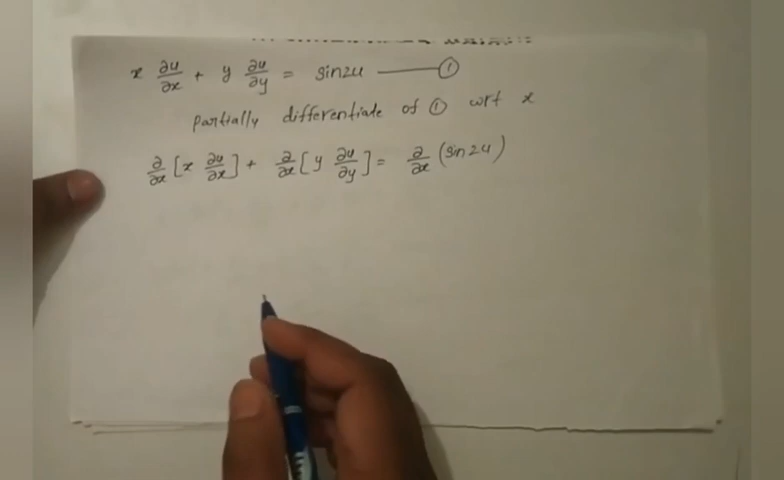 x ∂u/∂x + y ∂u/∂y = sin2u —— ①
Partially differentiate of ① wrt x
∂/∂x [x ∂u/∂x] + ∂/∂x [y ∂u/∂y] = ∂/∂x (sin2u)